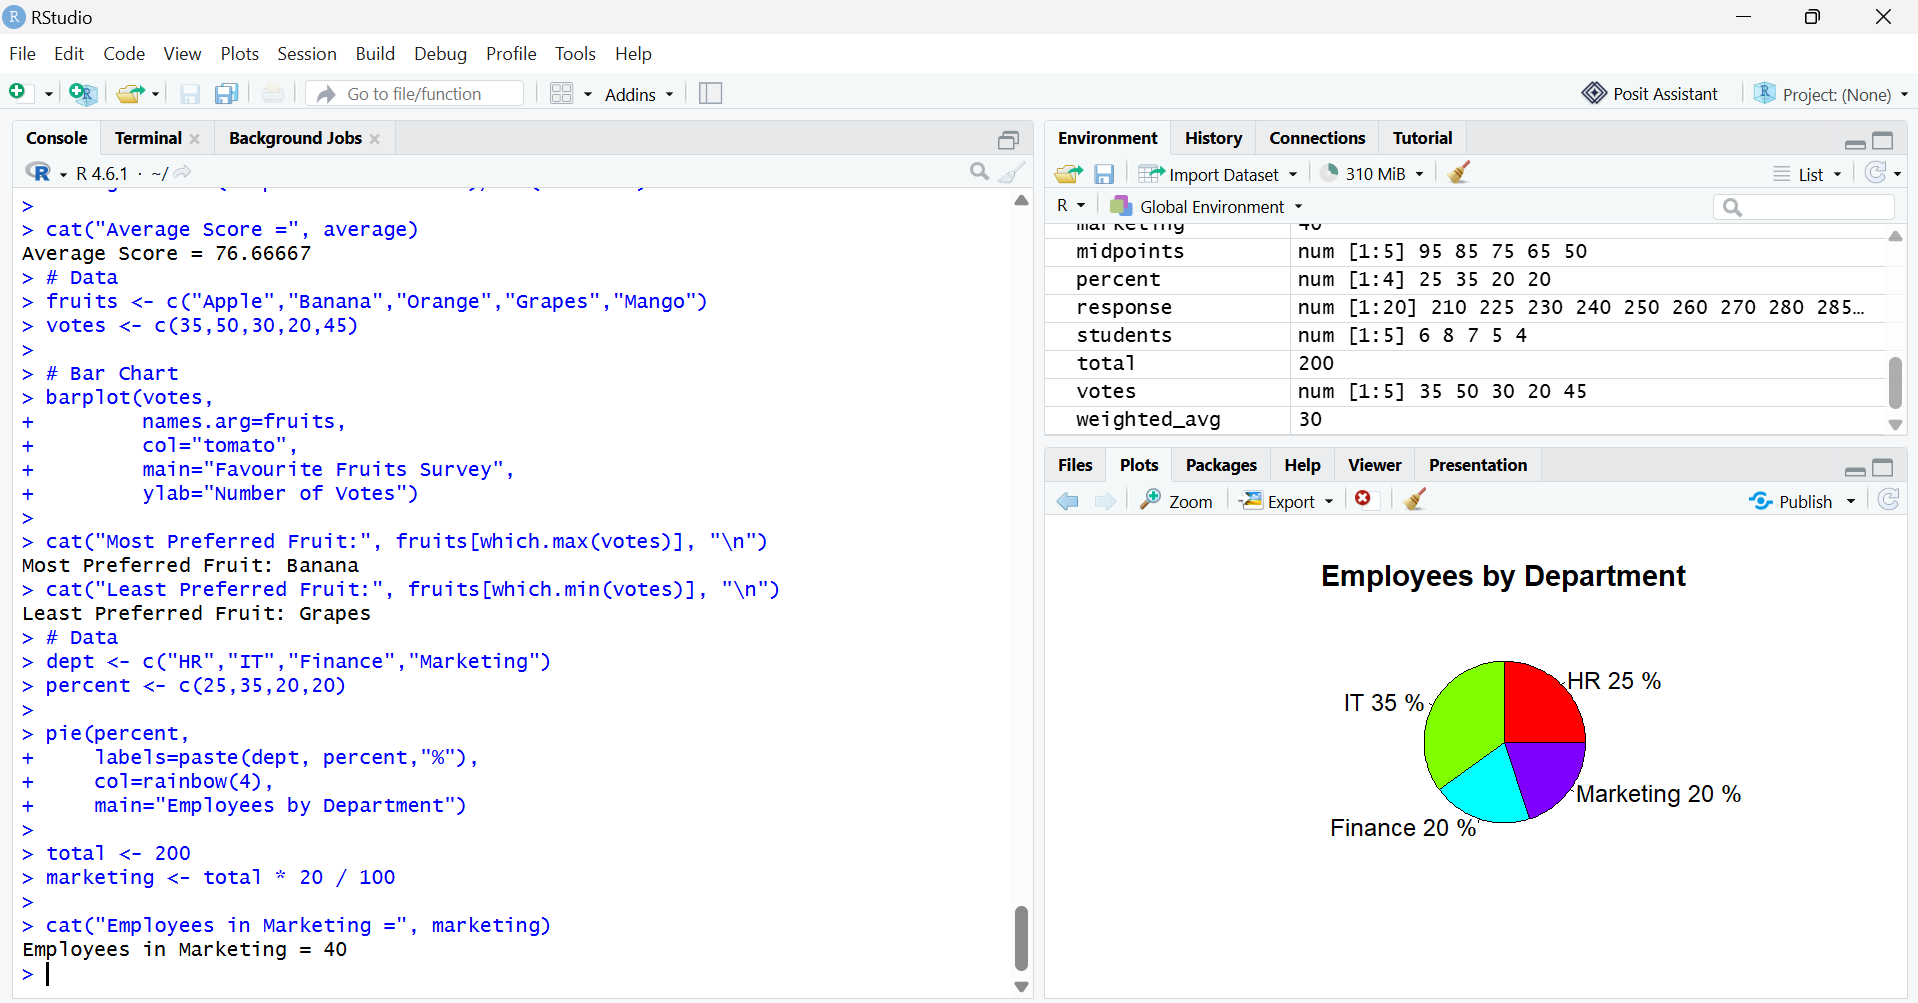 RStudio
File Edit Code View Plots Session Build Debug Profile Tools Help
Go to file/function Addins Posit Assistant Project: (None)
Console Terminal Background Jobs
R 4.6.1 · ~/
>
> cat("Average Score =", average)
Average Score = 76.66667
> # Data
> fruits <- c("Apple","Banana","Orange","Grapes","Mango")
> votes <- c(35,50,30,20,45)
>
> # Bar Chart
> barplot(votes,
+         names.arg=fruits,
+         col="tomato",
+         main="Favourite Fruits Survey",
+         ylab="Number of Votes")
>
> cat("Most Preferred Fruit:", fruits[which.max(votes)], "\n")
Most Preferred Fruit: Banana
> cat("Least Preferred Fruit:", fruits[which.min(votes)], "\n")
Least Preferred Fruit: Grapes
> # Data
> dept <- c("HR","IT","Finance","Marketing")
> percent <- c(25,35,20,20)
>
> pie(percent,
+     labels=paste(dept, percent,"%"),
+     col=rainbow(4),
+     main="Employees by Department")
>
> total <- 200
> marketing <- total * 20 / 100
>
> cat("Employees in Marketing =", marketing)
Employees in Marketing = 40
>
Environment History Connections Tutorial
Import Dataset 310 MiB List
R Global Environment
marketing 40
midpoints num [1:5] 95 85 75 65 50
percent num [1:4] 25 35 20 20
response num [1:20] 210 225 230 240 250 260 270 280 285…
students num [1:5] 6 8 7 5 4
total 200
votes num [1:5] 35 50 30 20 45
weighted_avg 30
Files Plots Packages Help Viewer Presentation
Zoom Export Publish
Employees by Department
HR 25 %
IT 35 %
Marketing 20 %
Finance 20 %